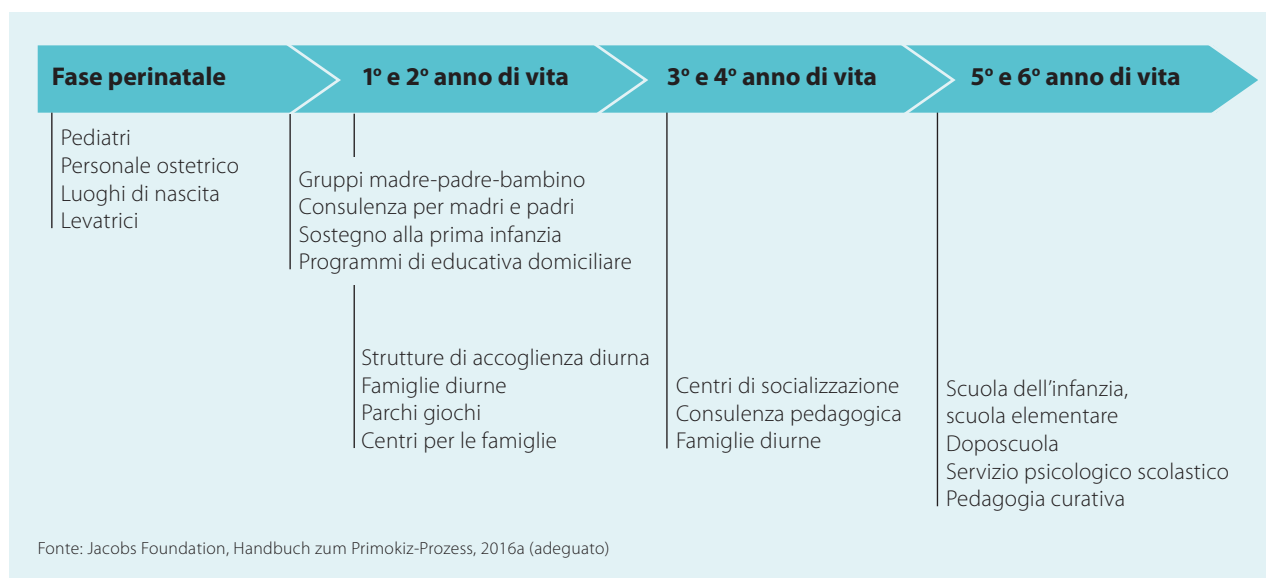 Fase perinatale
1º e 2º anno di vita
3º e 4º anno di vita
5º e 6º anno di vita
Pediatri
Personale ostetrico
Luoghi di nascita
Levatrici
Gruppi madre-padre-bambino
Consulenza per madri e padri
Sostegno alla prima infanzia
Programmi di educativa domiciliare
Strutture di accoglienza diurna
Famiglie diurne
Parchi giochi
Centri per le famiglie
Centri di socializzazione
Consulenza pedagogica
Famiglie diurne
Scuola dell’infanzia,
scuola elementare
Doposcuola
Servizio psicologico scolastico
Pedagogia curativa
Fonte: Jacobs Foundation, Handbuch zum Primokiz-Prozess, 2016a (adeguato)